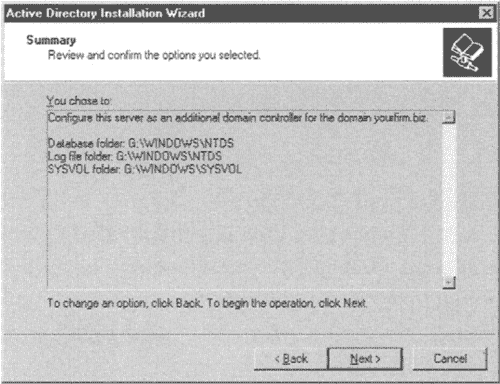 Active Directory Installation Wizard
Summary
Review and confirm the options you selected.
You chose to:
Configure this server as an additional domain controller for the domain yourfirm.biz.
Database folder: G:\WINDOWS\NTDS
Log file folder: G:\WINDOWS\NTDS
SYSVOL folder: G:\WINDOWS\SYSVOL
To change an option, click Back. To begin the operation, click Next.
< Back
Next >
Cancel